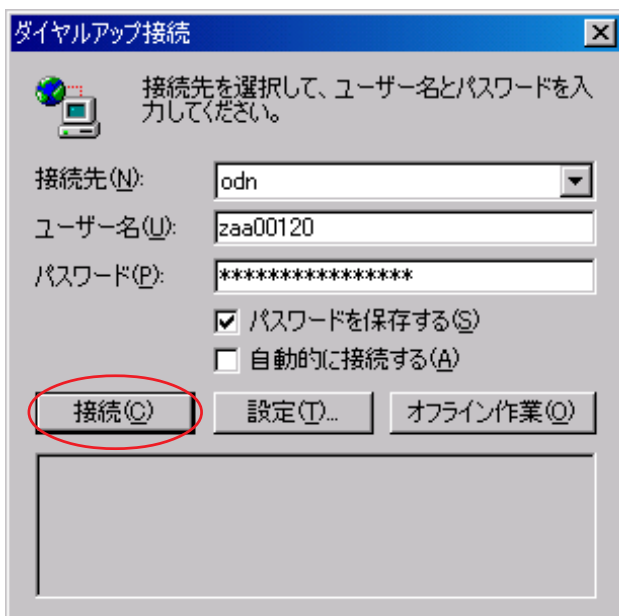 ダイヤルアップ接続
接続先を選択して、ユーザー名とパスワードを入
力してください。
接続先(N): odn
ユーザー名(U): zaa00120
パスワード(P): ****************
パスワードを保存する(S)
自動的に接続する(A)
接続(C) 設定(T)... オフライン作業(O)